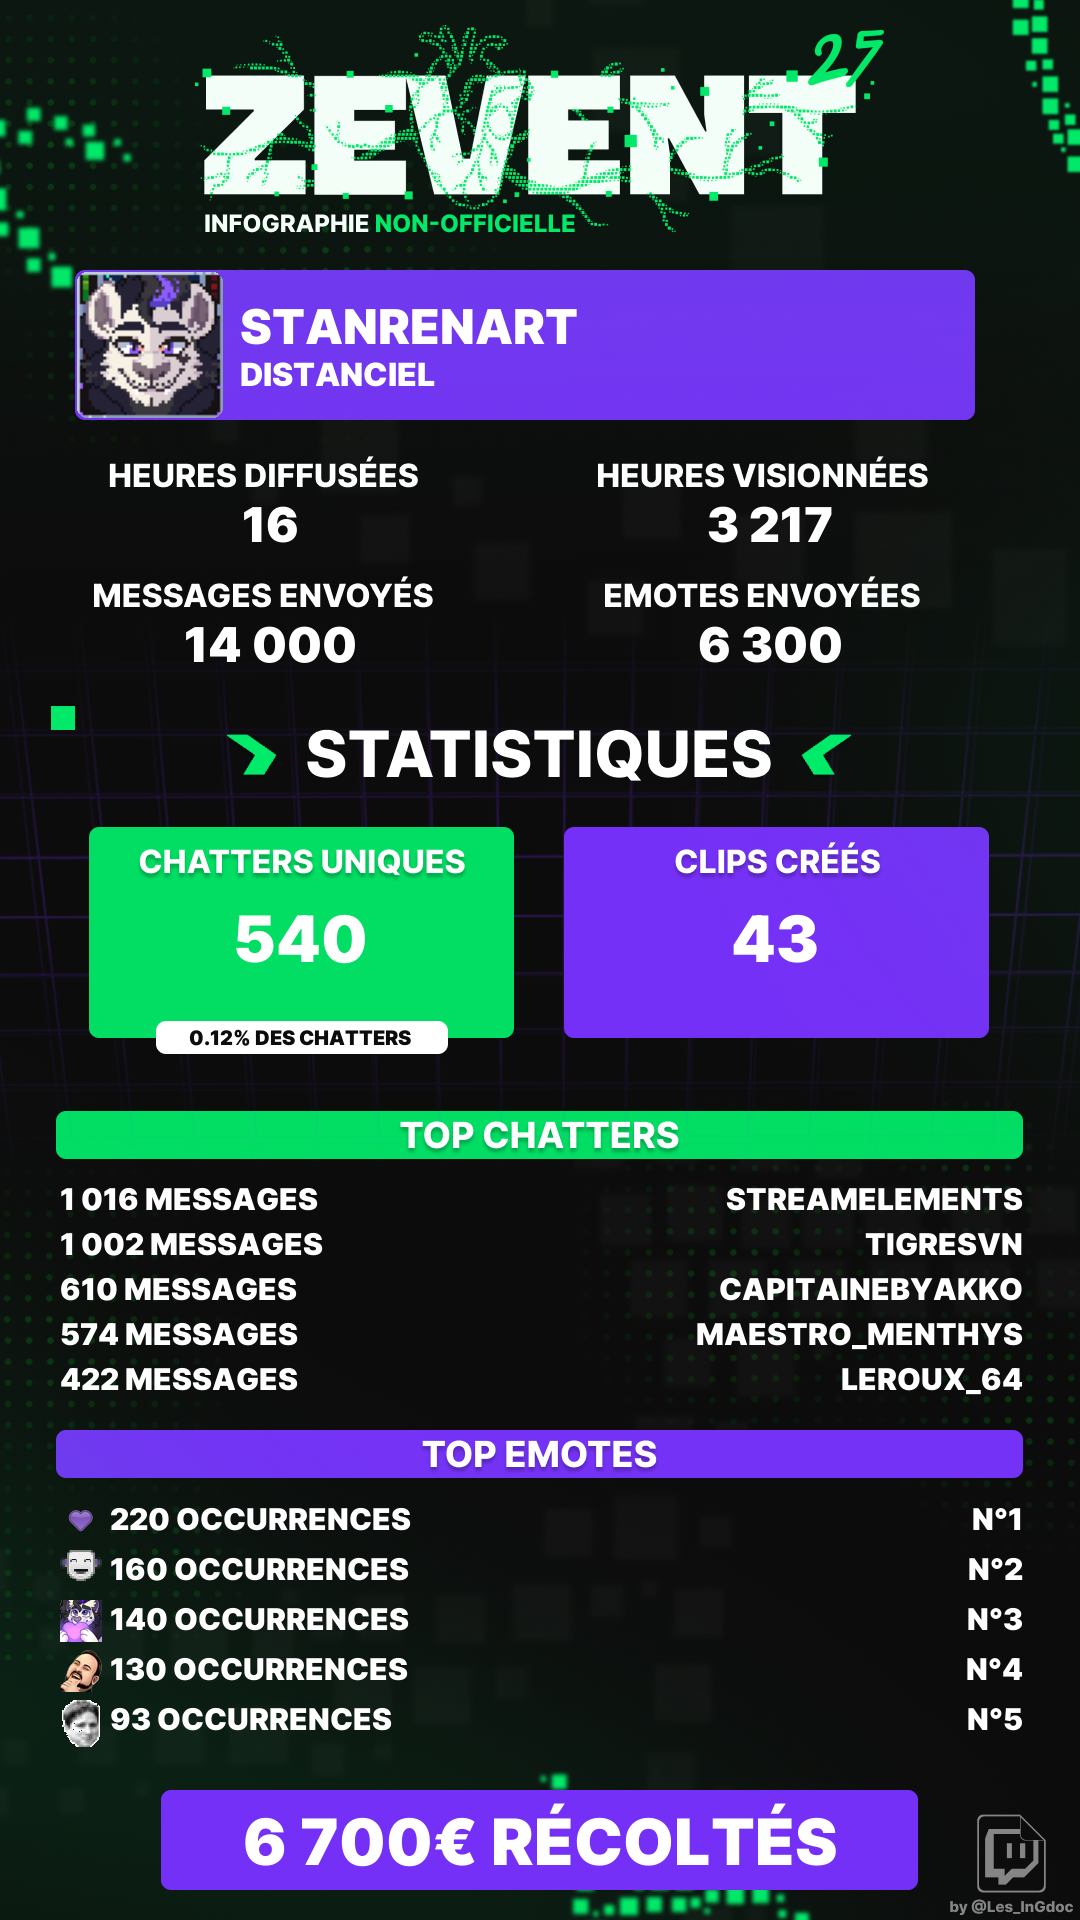 ZEVENT 25
INFOGRAPHIE NON-OFFICIELLE
STANRENART
DISTANCIEL
HEURES DIFFUSÉES
16
HEURES VISIONNÉES
3 217
MESSAGES ENVOYÉS
14 000
EMOTES ENVOYÉES
6 300
STATISTIQUES
CHATTERS UNIQUES
540
0.12% DES CHATTERS
CLIPS CRÉÉS
43
TOP CHATTERS
1 016 MESSAGES STREAMELEMENTS
1 002 MESSAGES TIGRESVN
610 MESSAGES CAPITAINEBYAKKO
574 MESSAGES MAESTRO_MENTHYS
422 MESSAGES LEROUX_64
TOP EMOTES
220 OCCURRENCES N°1
160 OCCURRENCES N°2
140 OCCURRENCES N°3
130 OCCURRENCES N°4
93 OCCURRENCES N°5
6 700€ RÉCOLTÉS
by @Les_InGdoc